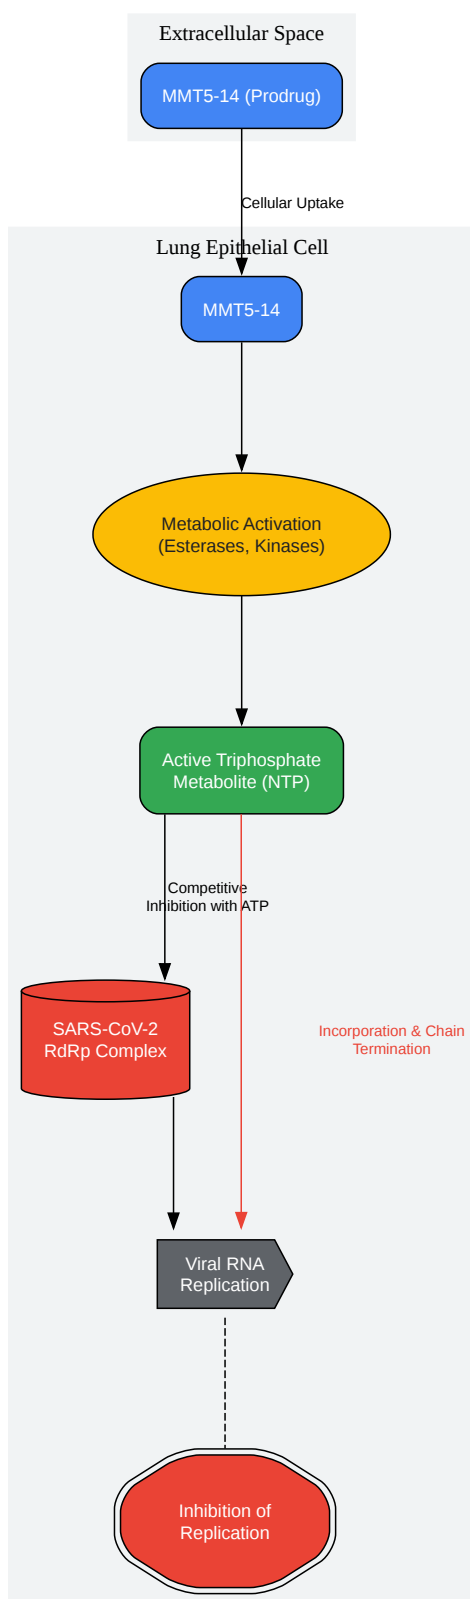 Extracellular Space
MMT5-14 (Prodrug)
Cellular Uptake
Lung Epithelial Cell
MMT5-14
Metabolic Activation
(Esterases, Kinases)
Active Triphosphate
Metabolite (NTP)
Competitive
Inhibition with ATP
SARS-CoV-2
RdRp Complex
Incorporation & Chain
Termination
Viral RNA
Replication
Inhibition of
Replication